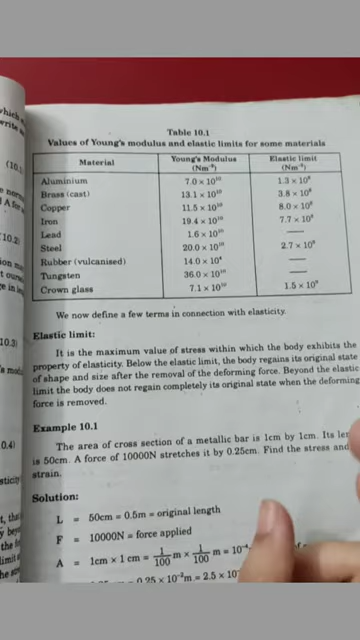 which
write
Table 10.1
Values of Young's modulus and elastic limits for some materials
Material Young's Modulus (Nm⁻²) Elastic limit (Nm⁻²)
Aluminium 7.0 × 10¹⁰ 1.3 × 10⁸
Brass (cast) 13.1 × 10¹⁰ 3.8 × 10⁸
Copper 11.5 × 10¹⁰ 8.0 × 10⁸
Iron 19.4 × 10¹⁰ 7.7 × 10⁸
Lead 1.6 × 10¹⁰ —
Steel 20.0 × 10¹⁰ 2.7 × 10⁸
Rubber (vulcanised) 14.0 × 10⁴ —
Tungsten 36.0 × 10¹⁰ —
Crown glass 7.1 × 10¹⁰ 1.5 × 10⁹
We now define a few terms in connection with elasticity.
Elastic limit:
It is the maximum value of stress within which the body exhibits the
property of elasticity. Below the elastic limit, the body regains its original state
of shape and size after the removal of the deforming force. Beyond the elastic
limit the body does not regain completely its original state when the deforming
force is removed.
Example 10.1
The area of cross section of a metallic bar is 1cm by 1cm. Its
is 50cm. A force of 10000N stretches it by 0.25cm. Find the stress and
strain.
Solution:
L = 50cm = 0.5m = original length
F = 10000N = force applied
A = 1cm × 1 cm = 1/100 m × 1/100 m = 10⁻⁴
0.25 × 10⁻²m = 2.5 × 10